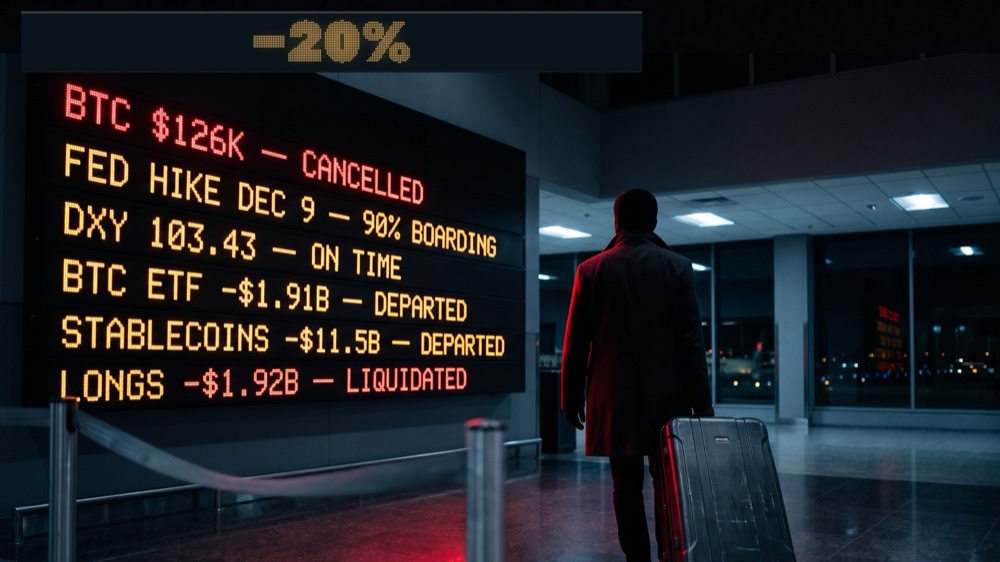 -20%
BTC $126K — CANCELLED
FED HIKE DEC 9 — 90% BOARDING
DXY 103.43 — ON TIME
BTC ETF -$1.91B — DEPARTED
STABLECOINS -$11.5B — DEPARTED
LONGS -$1.92B — LIQUIDATED